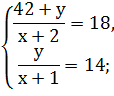 {(42 + y)/(x + 2) = 18,
y/(x + 1) = 14;